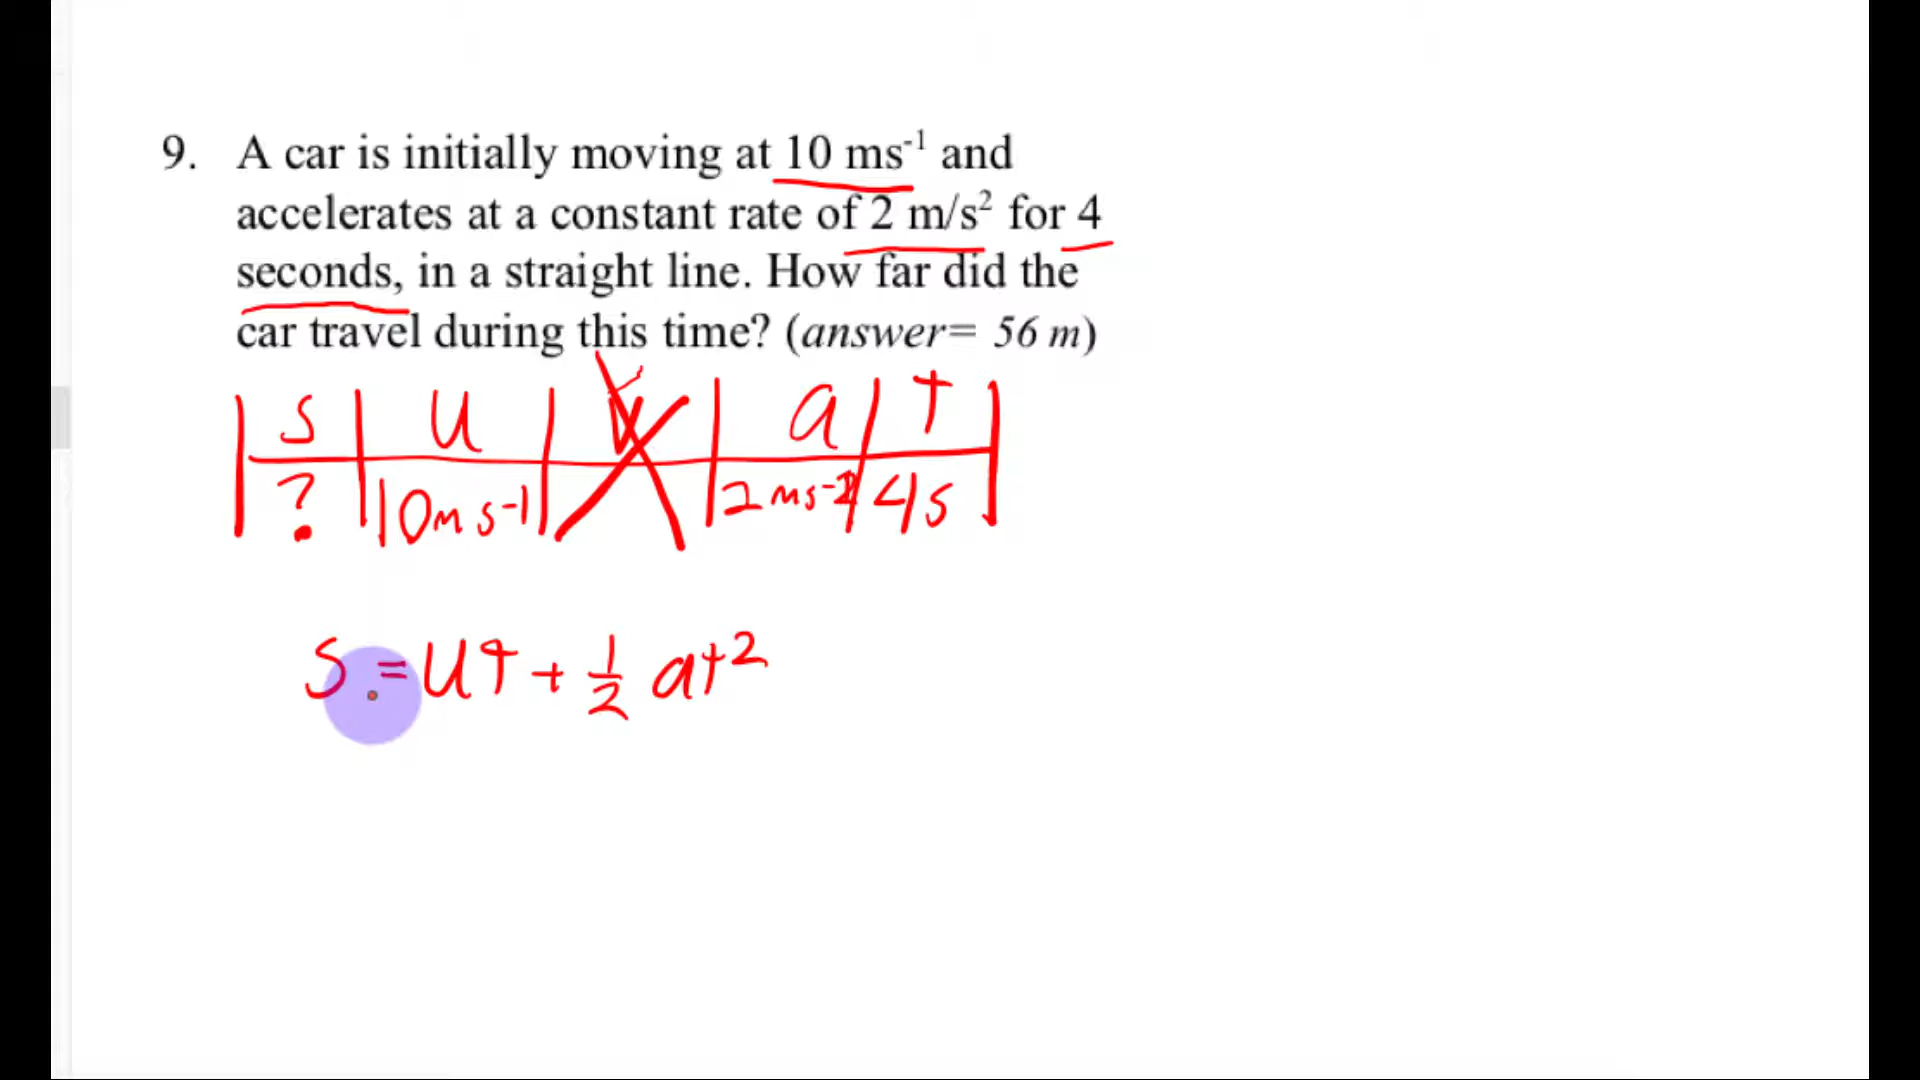 9. A car is initially moving at 10 ms⁻¹ and
accelerates at a constant rate of 2 m/s² for 4
seconds, in a straight line. How far did the
car travel during this time? (answer= 56 m)
s u v a t
? 10ms⁻¹ 2ms⁻² 4s
s = ut + ½ at²